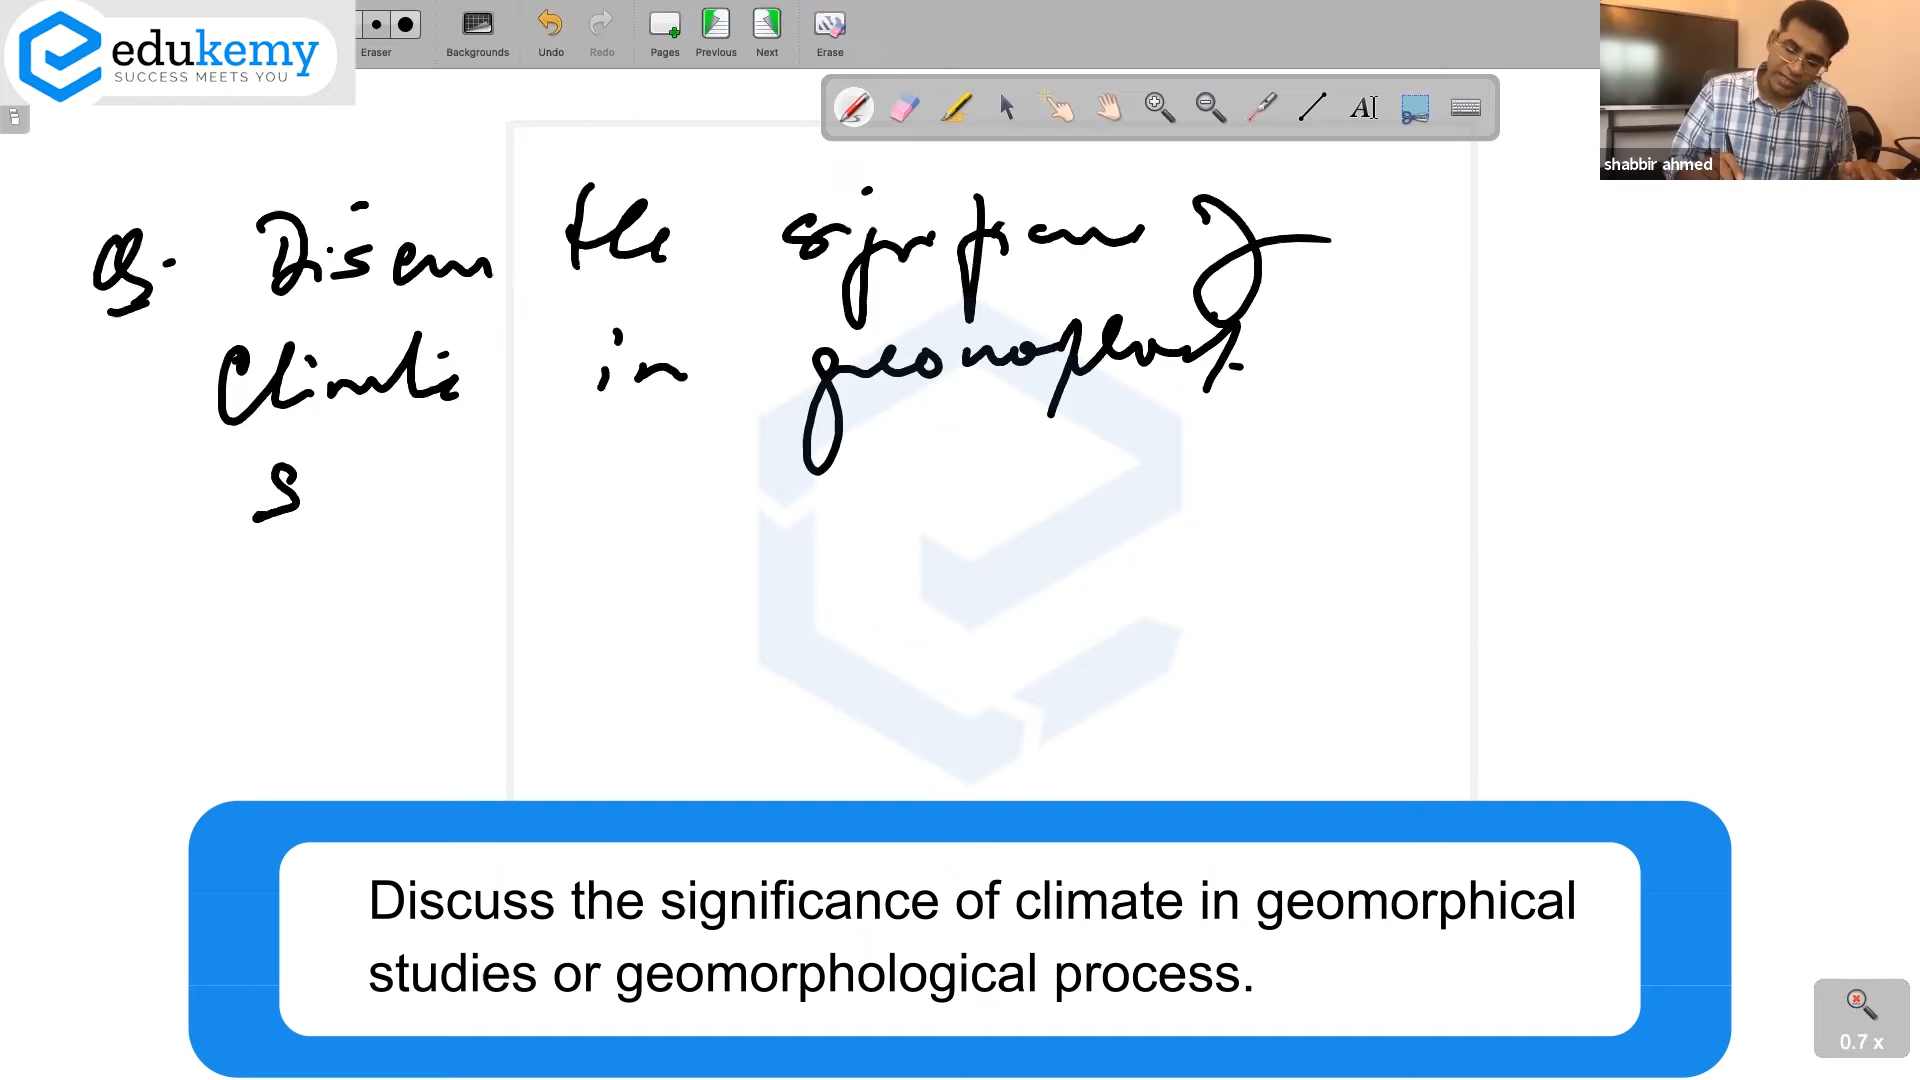 edukemy
SUCCESS MEETS YOU
Eraser
Backgrounds
Undo
Redo
Pages
Previous
Next
Erase
shabbir ahmed
Q. Discuss the significance of
Climate in
S
Discuss the significance of climate in geomorphical
studies or geomorphological process.
0.7 x